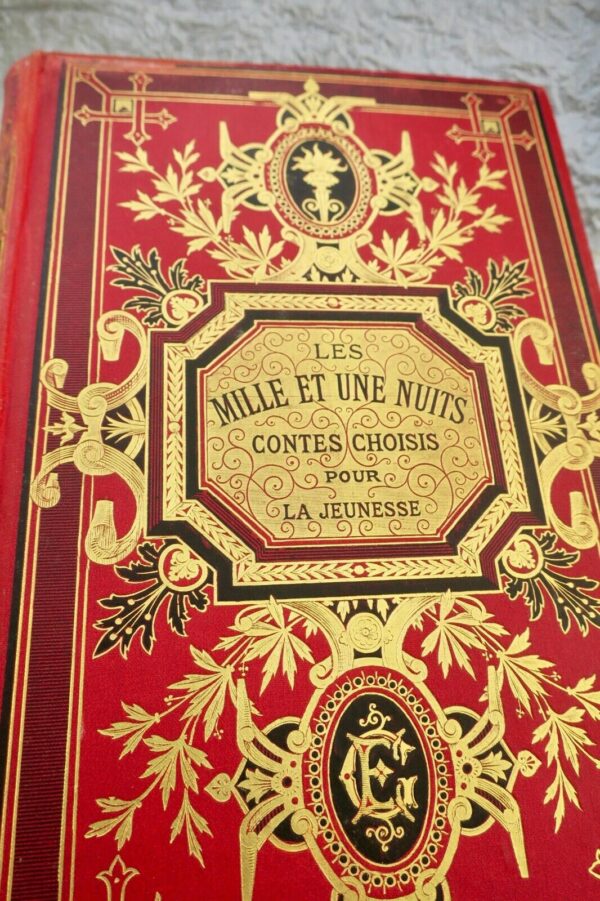 LES
MILLE ET UNE NUITS
CONTES CHOISIS
POUR
LA JEUNESSE